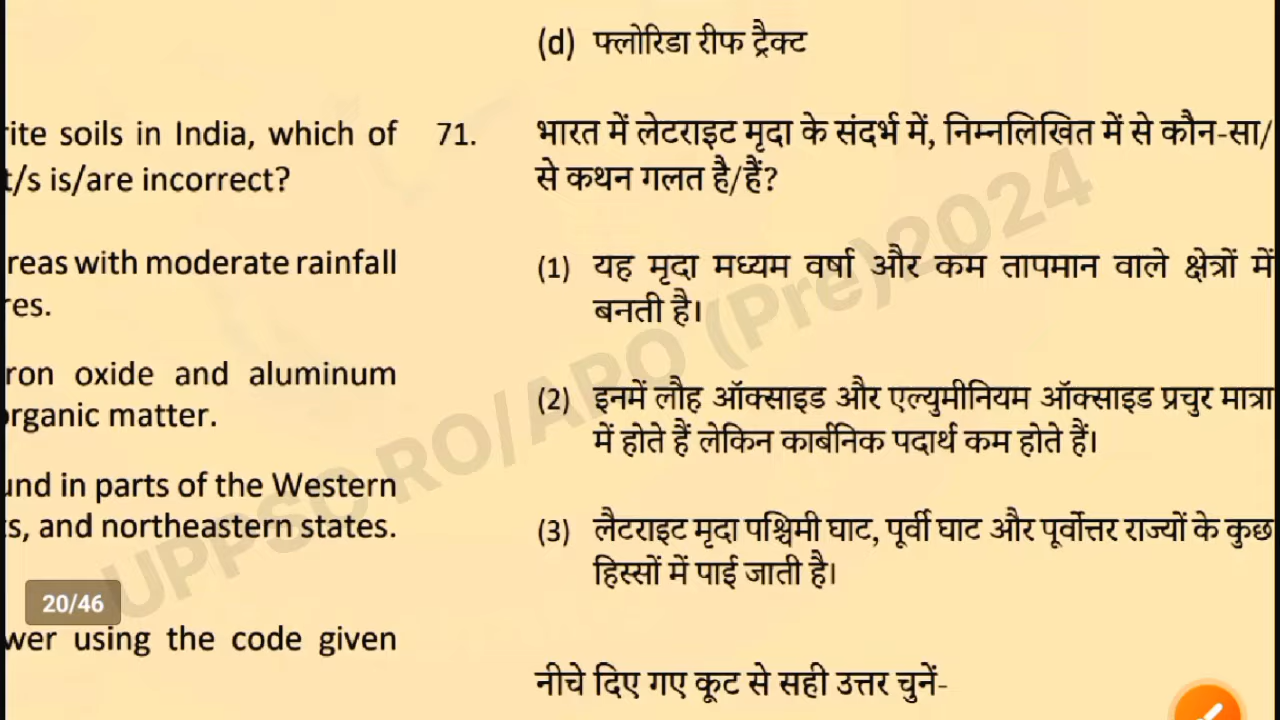 (d) फ्लोरिडा रीफ ट्रैक्ट
rite soils in India, which of
t/s is/are incorrect?
reas with moderate rainfall
res.
ron oxide and aluminum
organic matter.
und in parts of the Western
s, and northeastern states.
wer using the code given
71. भारत में लेटराइट मृदा के संदर्भ में, निम्नलिखित में से कौन-सा/
से कथन गलत है/हैं?
(1) यह मृदा मध्यम वर्षा और कम तापमान वाले क्षेत्रों में
बनती है।
(2) इनमें लौह ऑक्साइड और एल्युमीनियम ऑक्साइड प्रचुर मात्रा
में होते हैं लेकिन कार्बनिक पदार्थ कम होते हैं।
(3) लैटराइट मृदा पश्चिमी घाट, पूर्वी घाट और पूर्वोत्तर राज्यों के कुछ
हिस्सों में पाई जाती है।
नीचे दिए गए कूट से सही उत्तर चुनें-
UPPSC RO/APO (Pre) 2024
20/46